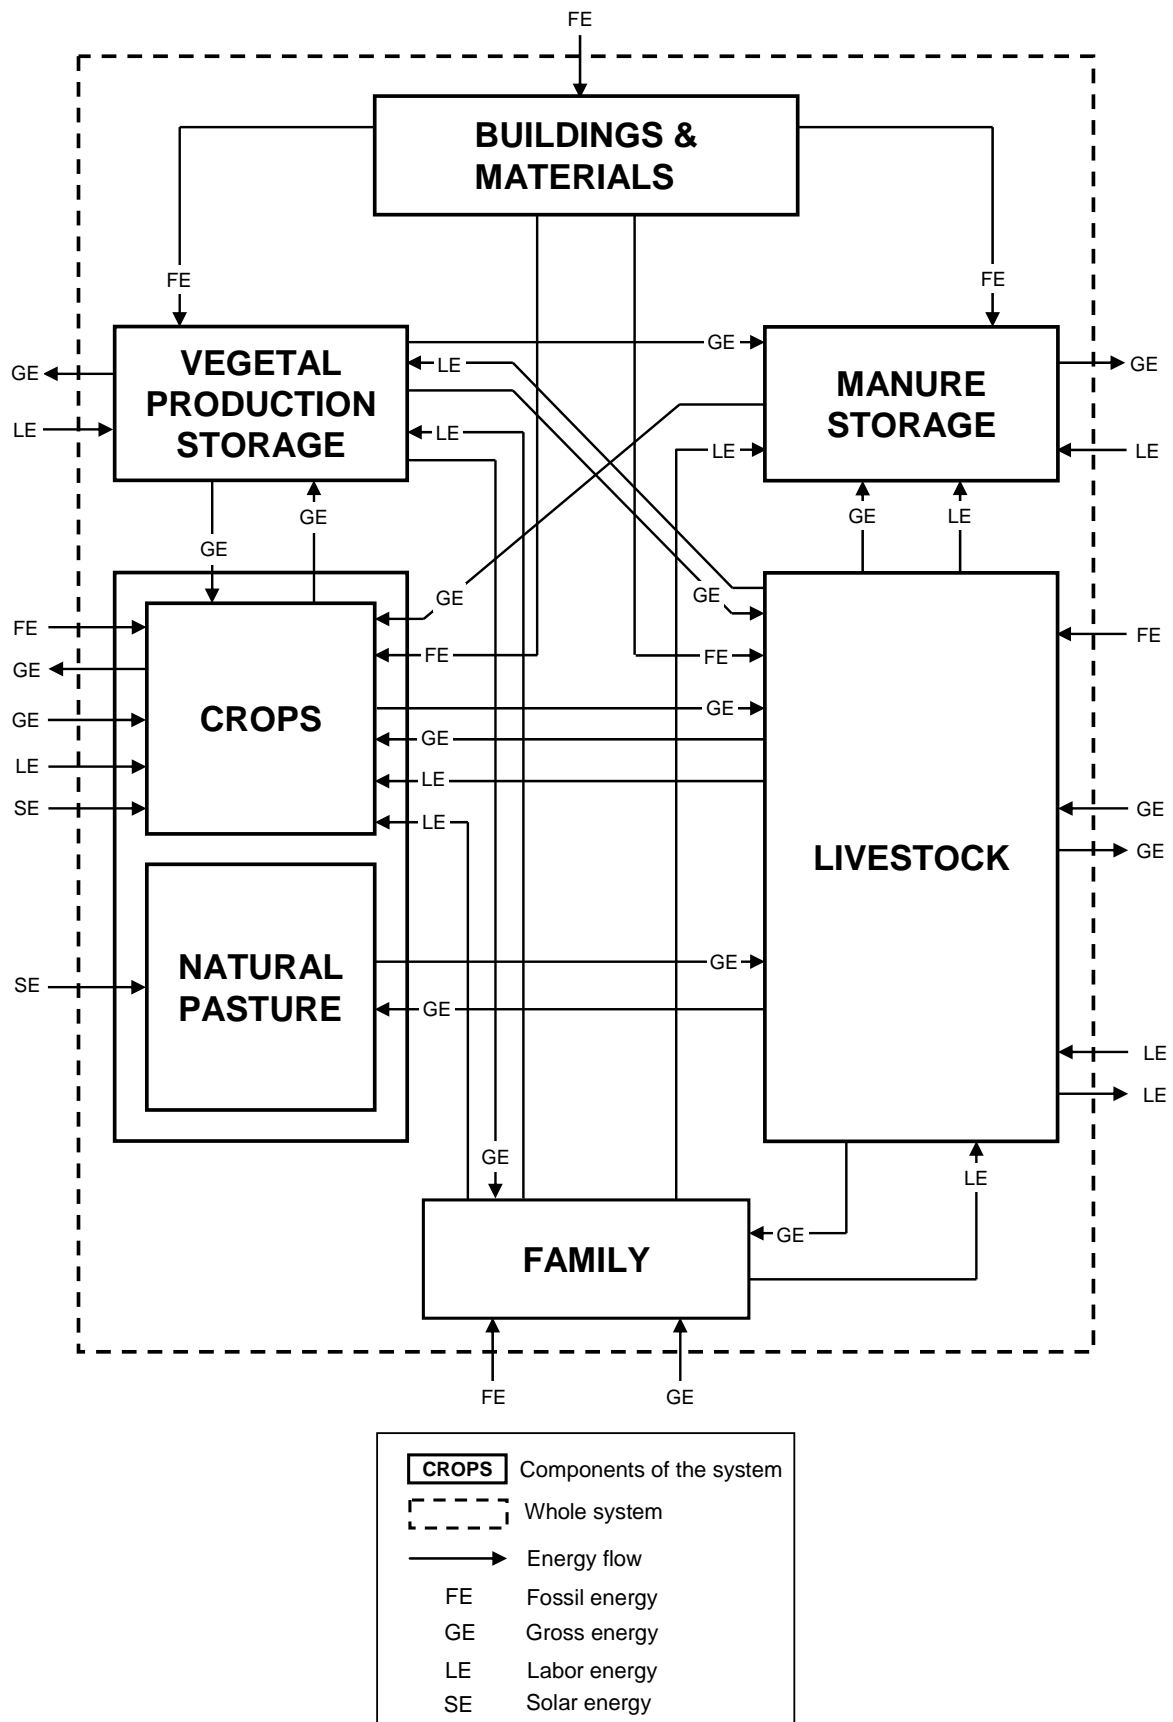 FE
BUILDINGS &
MATERIALS
FE
FE
VEGETAL
PRODUCTION
STORAGE
MANURE
STORAGE
GE
LE
GE
LE
LE
GE
LE
GE
LE
GE
GE
GE
LE
GE
GE
CROPS
FE
GE
GE
LE
SE
FE
FE
GE
GE
LE
LE
FE
LIVESTOCK
GE
GE
NATURAL
PASTURE
SE
GE
GE
LE
LE
GE
LE
GE
FAMILY
FE
GE
CROPS Components of the system
Whole system
Energy flow
FE Fossil energy
GE Gross energy
LE Labor energy
SE Solar energy